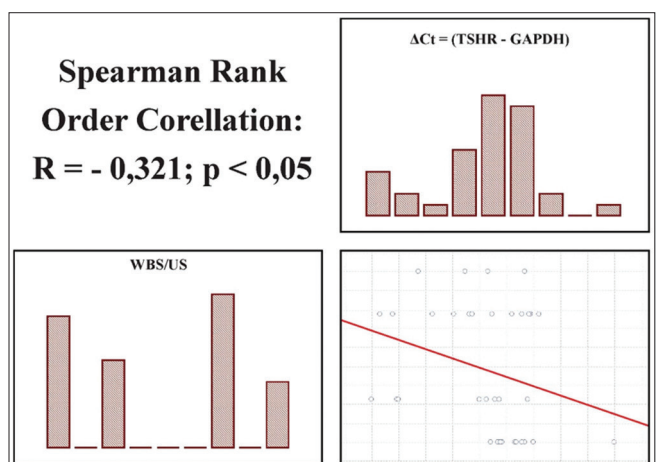 Spearman Rank
Order Corellation:
R = - 0,321; p < 0,05
ΔCt = (TSHR - GAPDH)
WBS/US